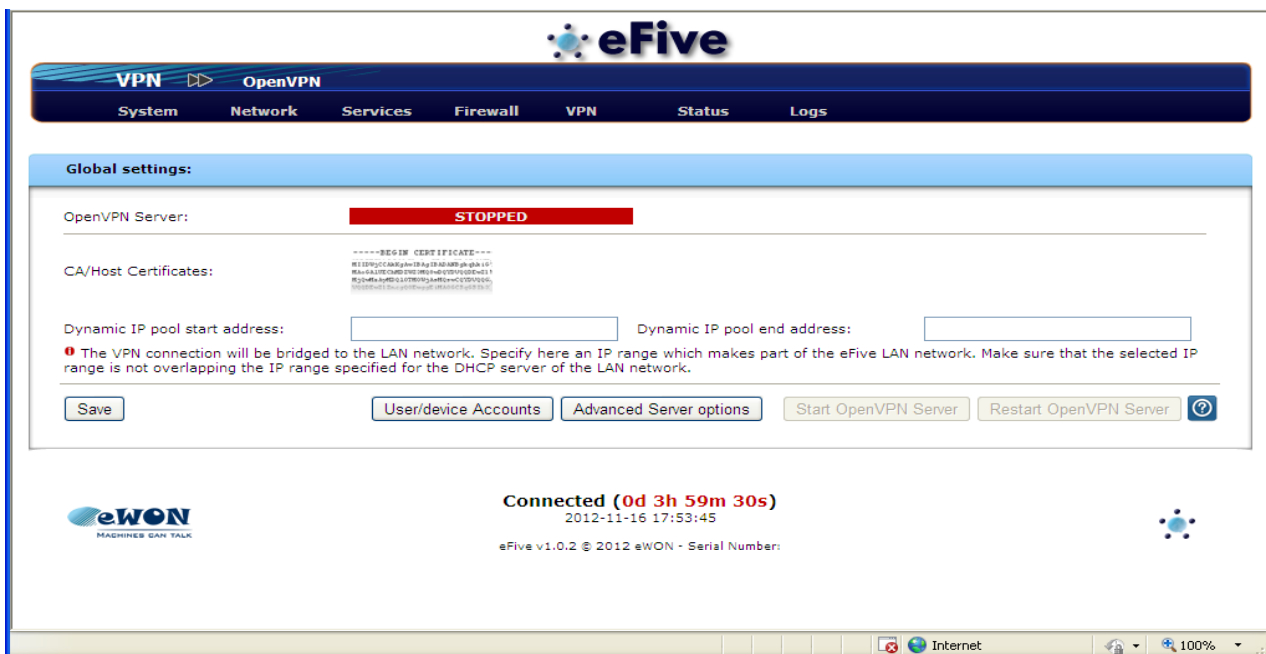 eFive
VPN OpenVPN
System Network Services Firewall VPN Status Logs
Global settings:
OpenVPN Server: STOPPED
-----BEGIN CERTIFICATE---
CA/Host Certificates:
Dynamic IP pool start address: Dynamic IP pool end address:
The VPN connection will be bridged to the LAN network. Specify here an IP range which makes part of the eFive LAN network. Make sure that the selected IP
range is not overlapping the IP range specified for the DHCP server of the LAN network.
Save User/device Accounts Advanced Server options Start OpenVPN Server Restart OpenVPN Server ?
Connected (0d 3h 59m 30s)
2012-11-16 17:53:45
eWON
MACHINES CAN TALK
eFive v1.0.2 © 2012 eWON - Serial Number:
Internet 100%